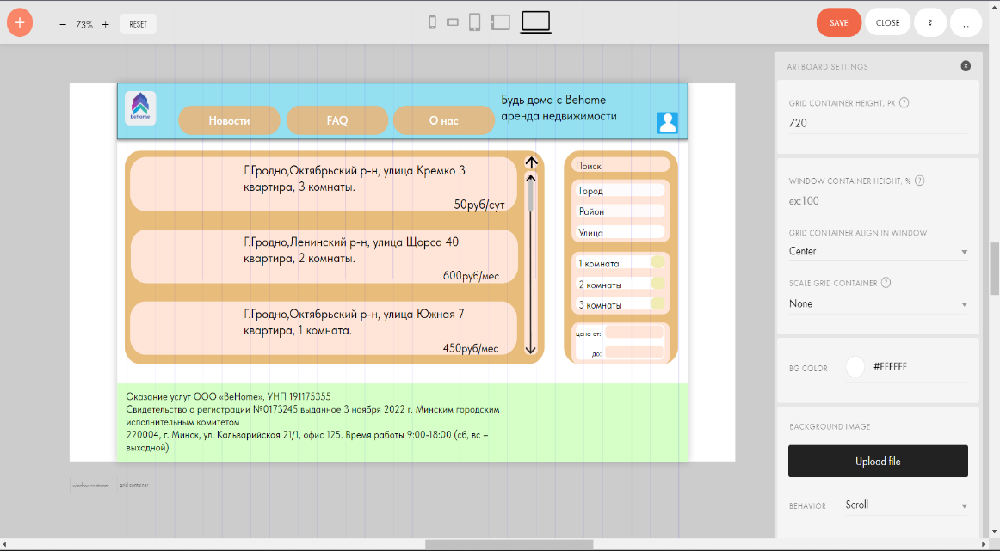 +
− 73% +
RESET
SAVE
CLOSE
?
...
behome
Новости
FAQ
О нас
Будь дома с Behome
аренда недвижимости
Г.Гродно,Октябрьский р-н, улица Кремко 3
квартира, 3 комнаты.
50руб/сут
Г.Гродно,Ленинский р-н, улица Щорса 40
квартира, 2 комнаты.
600руб/мес
Г.Гродно,Октябрьский р-н, улица Южная 7
квартира, 1 комната.
450руб/мес
Поиск
Город
Район
Улица
1 комната
2 комнаты
3 комнаты
цена от:
до:
Оказание услуг ООО «BeHome», УНП 191175355
Свидетельство о регистрации №0173245 выданное 3 ноября 2022 г. Минским городским
исполнительным комитетом
220004, г. Минск, ул. Кальварийская 21/1, офис 125. Время работы 9:00-18:00 (сб, вс –
выходной)
window container
grid container
ARTBOARD SETTINGS
GRID CONTAINER HEIGHT, PX ?
720
WINDOW CONTAINER HEIGHT, % ?
ex:100
GRID CONTAINER ALIGN IN WINDOW
Center
SCALE GRID CONTAINER ?
None
BG COLOR
#FFFFFF
BACKGROUND IMAGE
Upload file
BEHAVIOR
Scroll